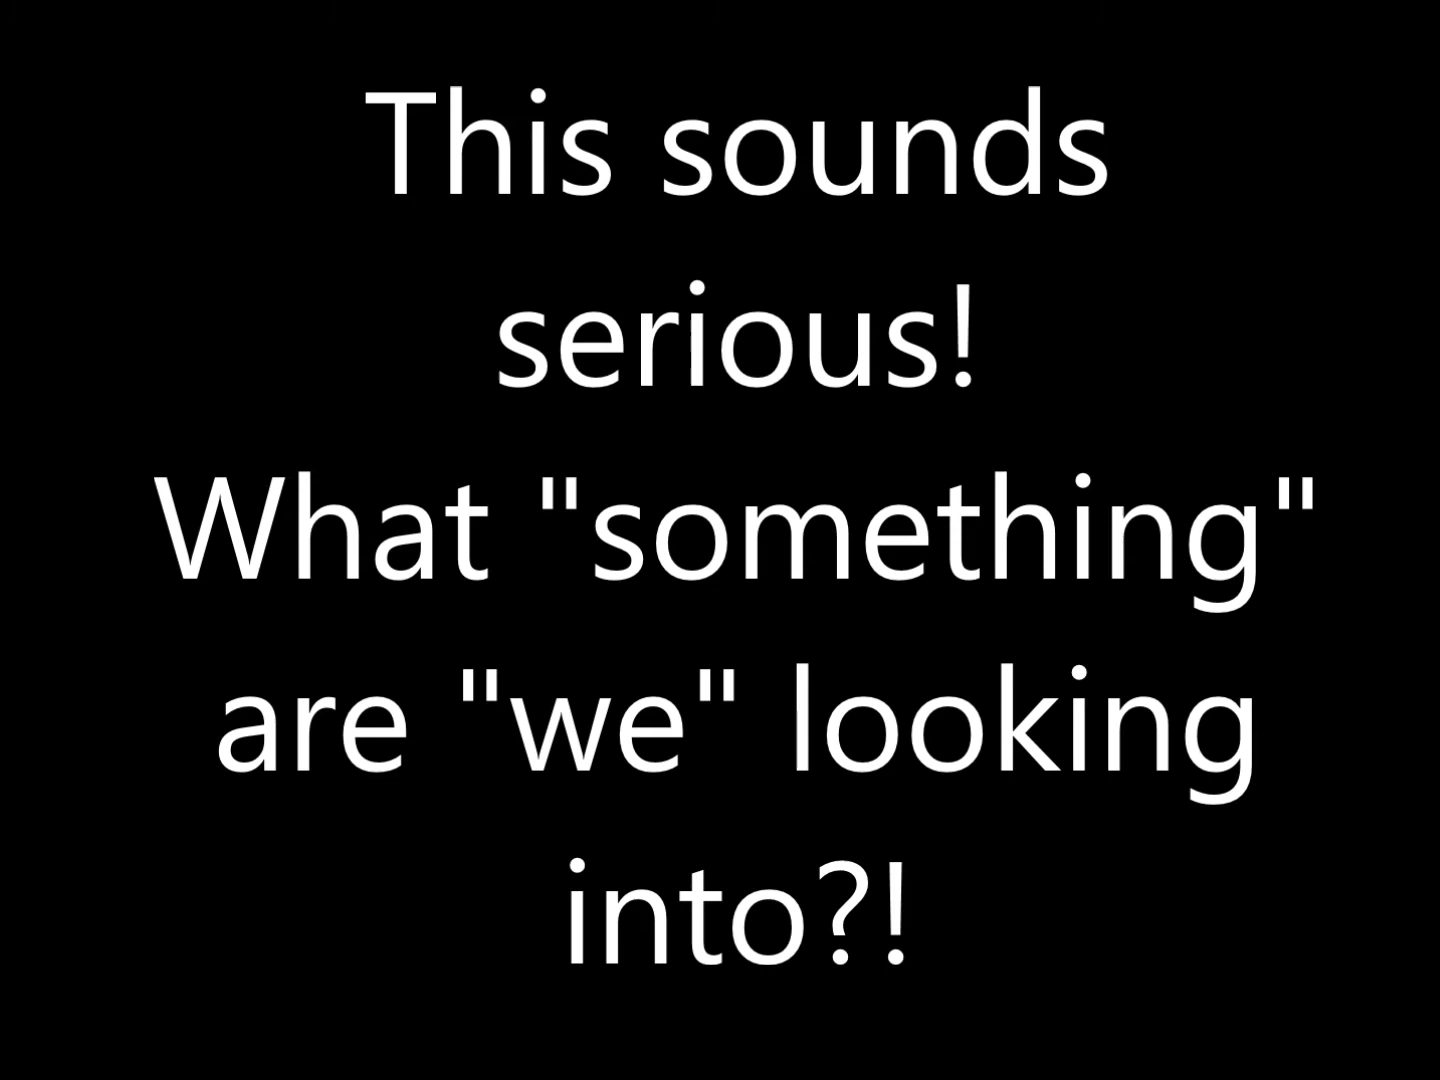 This sounds
serious!
What "something"
are "we" looking
into?!